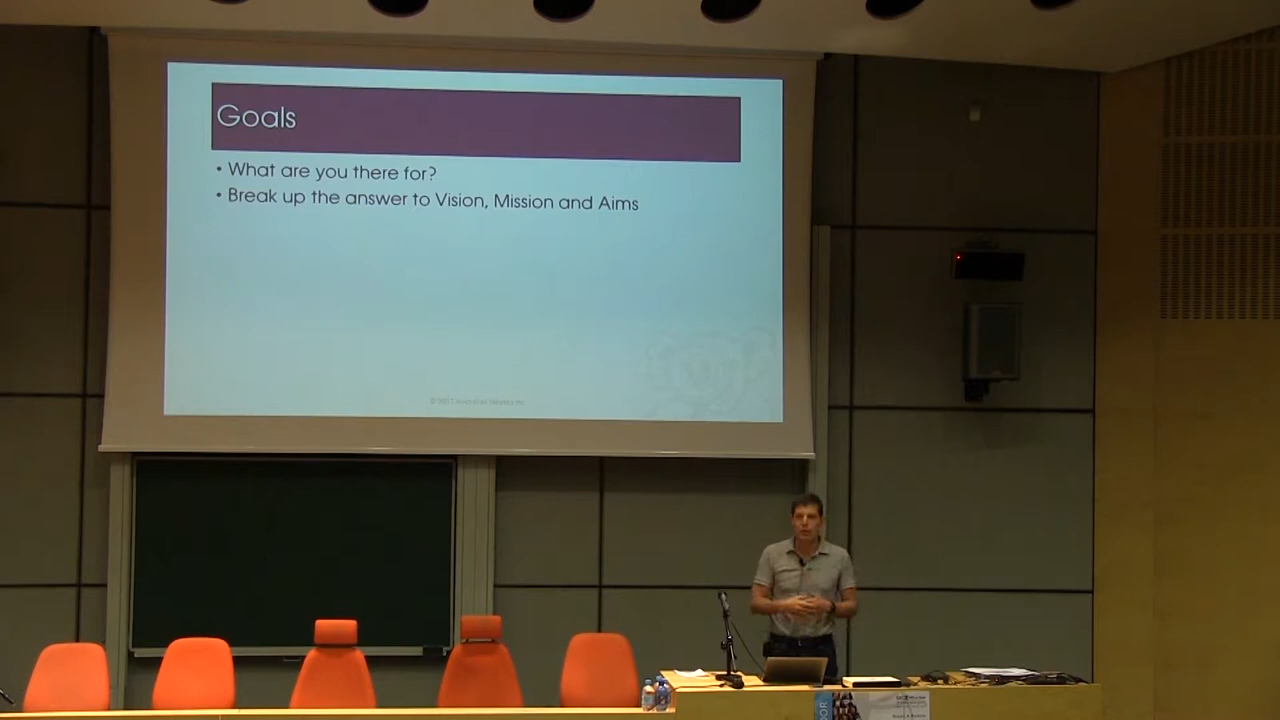 Goals
• What are you there for?
• Break up the answer to Vision, Mission and Aims